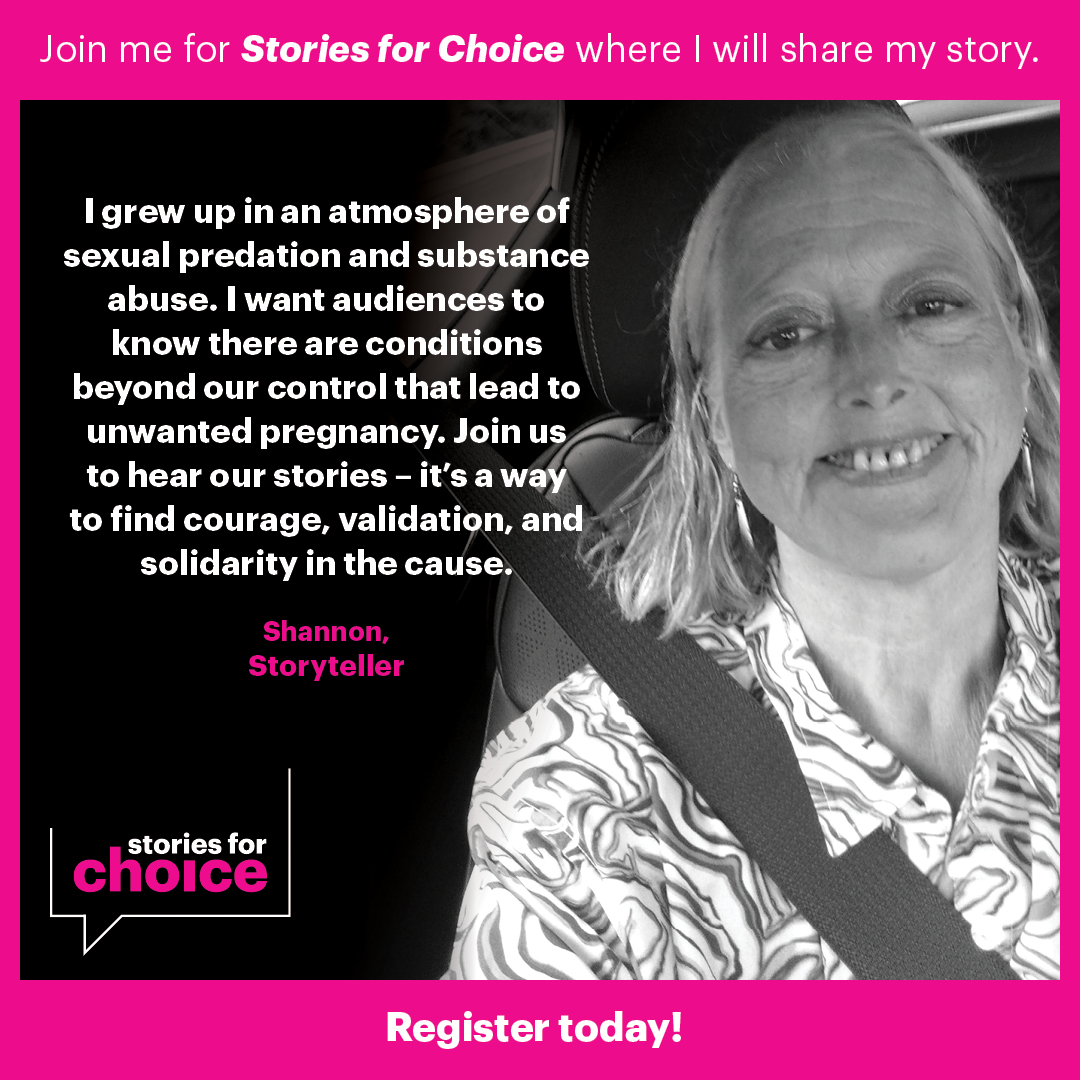 Join me for Stories for Choice where I will share my story.
I grew up in an atmosphere of
sexual predation and substance
abuse. I want audiences to
know there are conditions
beyond our control that lead to
unwanted pregnancy. Join us
to hear our stories – it’s a way
to find courage, validation, and
solidarity in the cause.
Shannon,
Storyteller
stories for
choice
Register today!